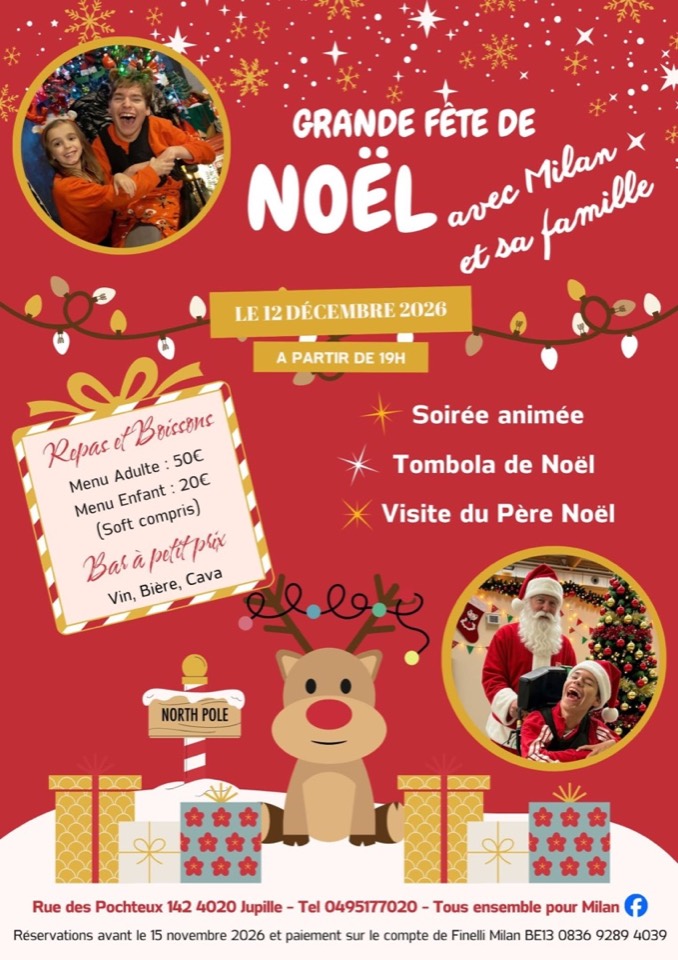 GRANDE FÊTE DE
NOËL
avec Milan
et sa famille
LE 12 DÉCEMBRE 2026
A PARTIR DE 19H
Repas et Boissons
Menu Adulte : 50€
Menu Enfant : 20€
(Soft compris)
Bar à petit prix
Vin, Bière, Cava
Soirée animée
Tombola de Noël
Visite du Père Noël
NORTH POLE
Rue des Pochteux 142 4020 Jupille - Tel 0495177020 - Tous ensemble pour Milan
Réservations avant le 15 novembre 2026 et paiement sur le compte de Finelli Milan BE13 0836 9289 4039